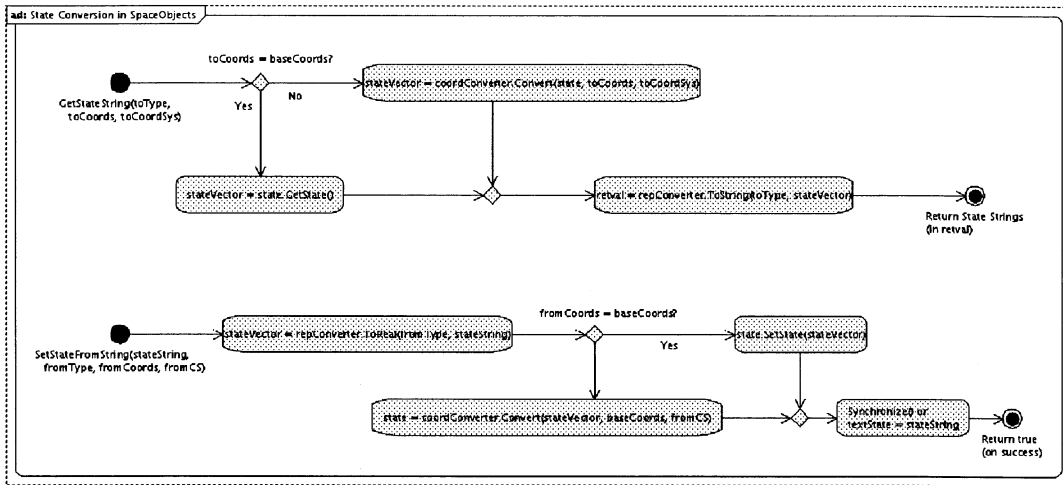 ad: State Conversion in SpaceObjects
toCoords = baseCoords?
stateVector = coordConverter.Convert(state, toCoords, toCoordSys)
No
GetStateString(toType,
toCoords, toCoordSys)
Yes
stateVector = state.GetState()
retval = repConverter.ToString(toType, stateVector)
Return State Strings
(in retval)
fromCoords = baseCoords?
stateVector = repConverter.ToReal(fromType, stateString)
state.SetState(stateVector)
Yes
SetStateFromString(stateString,
fromType, fromCoords, fromCS)
state = coordConverter.Convert(stateVector, baseCoords, fromCS)
Synchronize() or
textState = stateString
Return true
(on success)